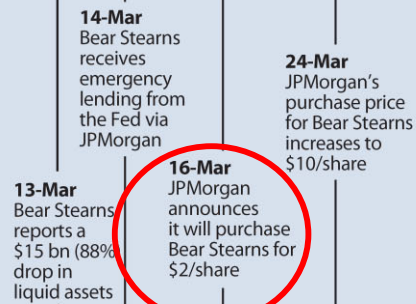 14-Mar
Bear Stearns
receives
emergency
lending from
the Fed via
JPMorgan
24-Mar
JPMorgan's
purchase price
for Bear Stearns
increases to
$10/share
16-Mar
JPMorgan
announces
it will purchase
Bear Stearns for
$2/share
13-Mar
Bear Stearns
reports a
$15 bn (88%)
drop in
liquid assets